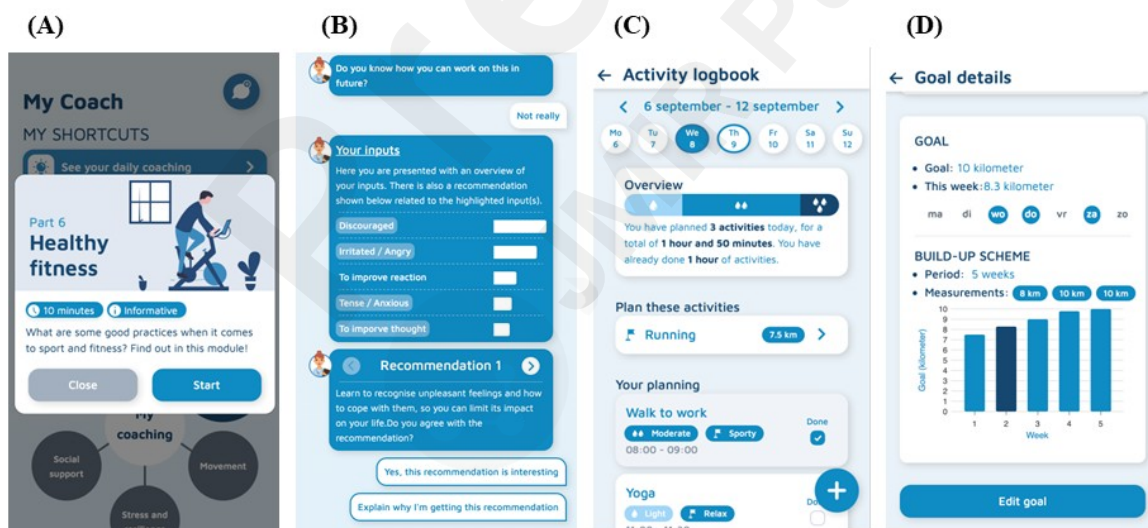 (A)
My Coach
MY SHORTCUTS
See your daily coaching
Part 6
Healthy
fitness
10 minutes
Informative
What are some good practices when it comes
to sport and fitness? Find out in this module!
Close
Start
My
coaching
Social
support
Movement
Stress and
(B)
Do you know how you can work on this in
future?
Not really
Your inputs
Here you are presented with an overview
of your inputs. There is also a recommendation
shown below related to the highlighted input(s).
Discouraged
Irritated / Angry
To improve reaction
Tense / Anxious
To imporve thought
Recommendation 1
Learn to recognise unpleasant feelings and how
to cope with them, so you can limit its impact
on your life.Do you agree with the
recommendation?
Yes, this recommendation is interesting
Explain why I'm getting this recommendation
(C)
← Activity logbook
< 6 september - 12 september >
Mo Tu We Th Fr Sa Su
6 7 8 9 10 11 12
Overview
You have planned 3 activities today, for a
total of 1 hour and 50 minutes. You have
already done 1 hour of activities.
Plan these activities
Running 7.5 km
Your planning
Walk to work
Done
Moderate Sporty
08:00 - 09:00
Yoga
Light Relax
+
(D)
← Goal details
GOAL
• Goal: 10 kilometer
• This week:8.3 kilometer
ma di wo do vr za zo
BUILD-UP SCHEME
• Period: 5 weeks
• Measurements: 8 km 10 km 10 km
Goal (kilometer)
10
9
8
7
6
5
4
3
2
1
0
1 2 3 4 5
Week
Edit goal